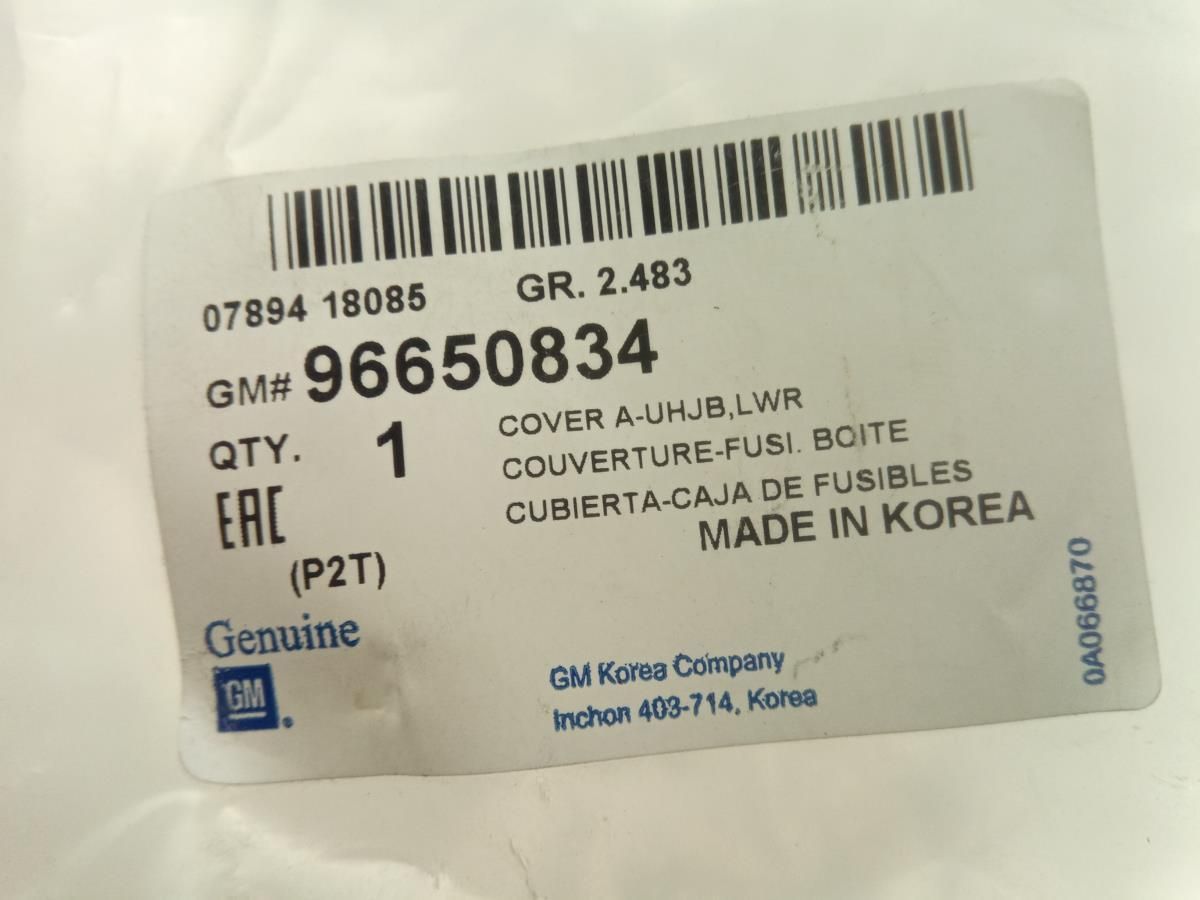 07894 18085 GR. 2.483
GM# 96650834
QTY. 1 COVER A-UHJB,LWR
COUVERTURE-FUSI. BOITE
CUBIERTA-CAJA DE FUSIBLES
EAC MADE IN KOREA
(P2T)
Genuine
GM
GM Korea Company
Inchon 403-714, Korea
0A066870